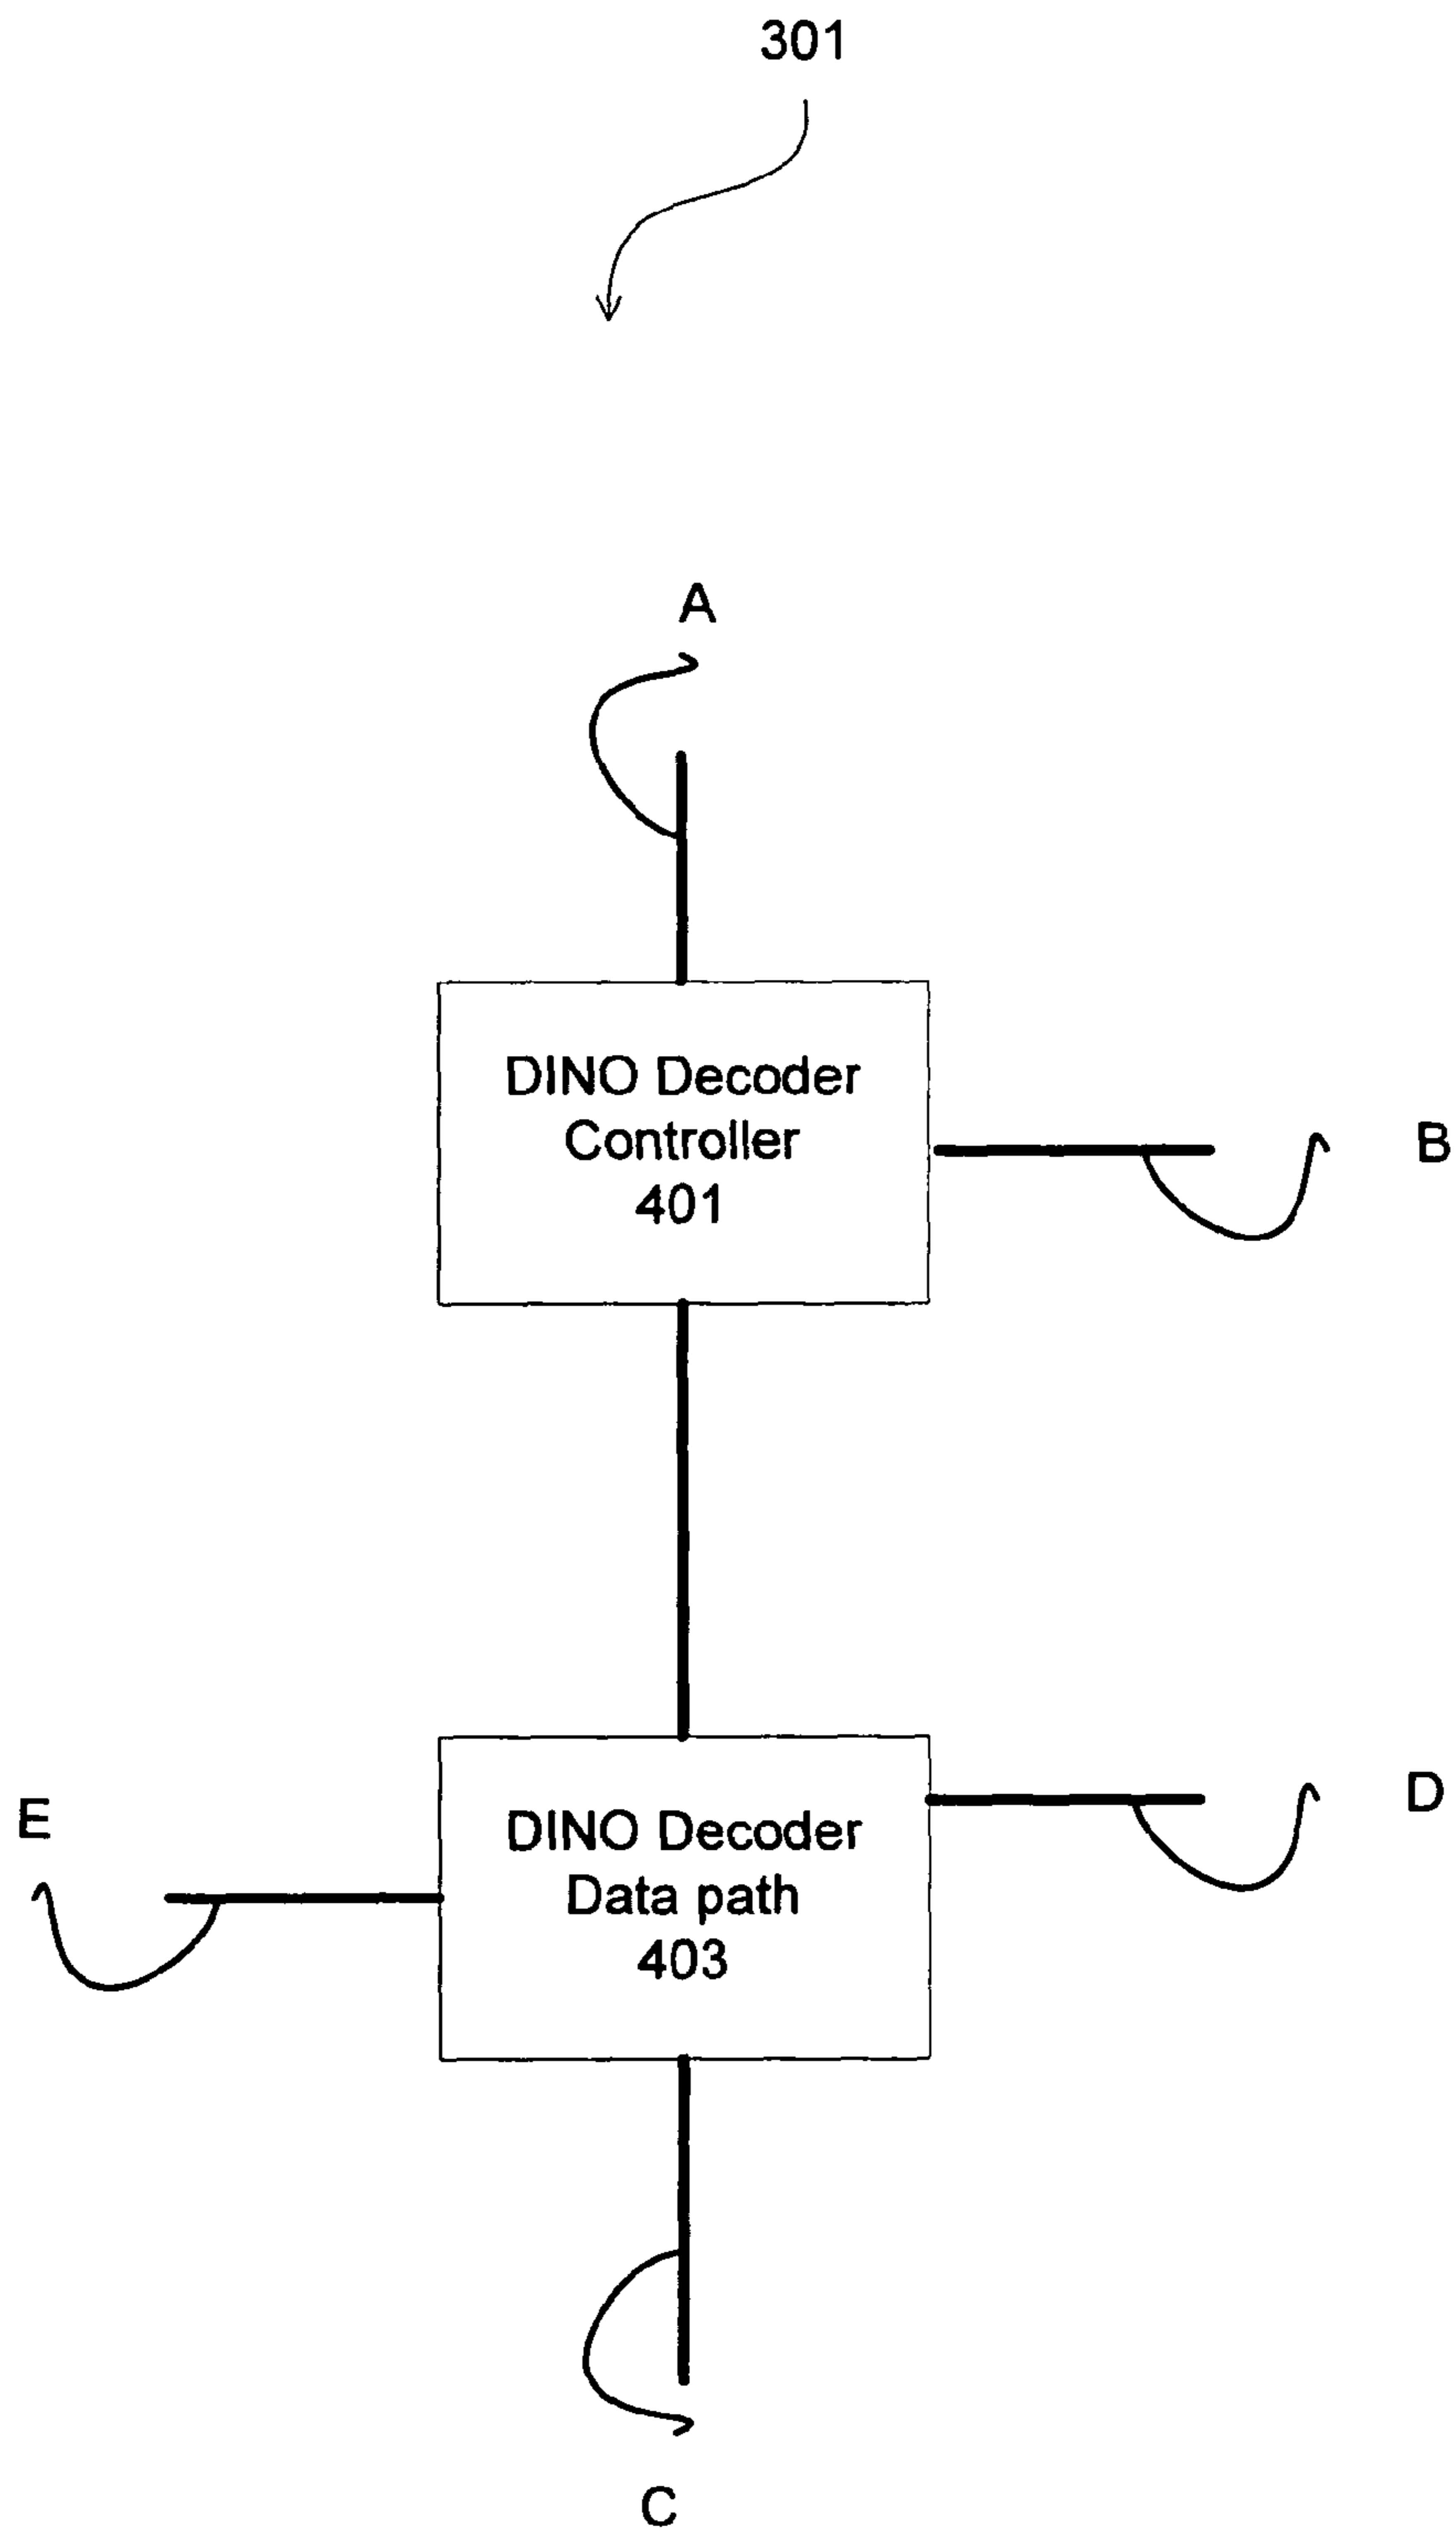 301
A
DINO Decoder
Controller
401
B
D
E
DINO Decoder
Data path
403
C